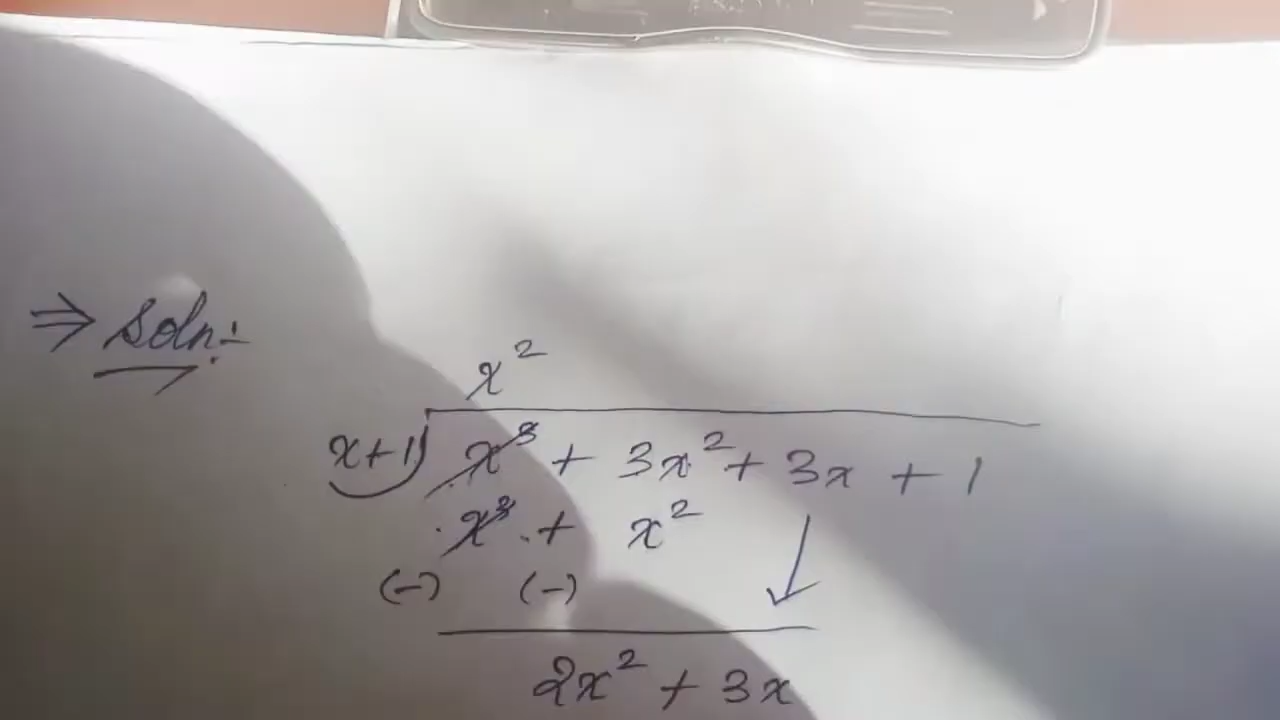 ⇒ Soln:-
x²
x+1) x³ + 3x² + 3x + 1
x³ + x²
(-) (-)
2x² + 3x